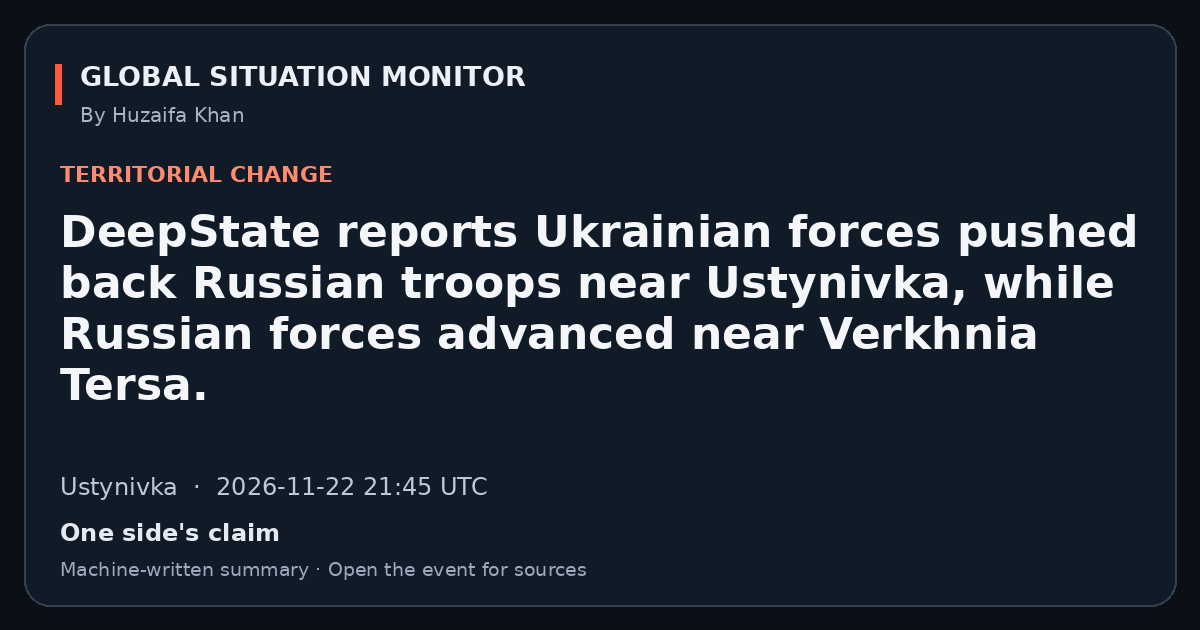 GLOBAL SITUATION MONITOR
By Huzaifa Khan
TERRITORIAL CHANGE
DeepState reports Ukrainian forces pushed
back Russian troops near Ustynivka, while
Russian forces advanced near Verkhnia
Tersa.
Ustynivka · 2026-11-22 21:45 UTC
One side's claim
Machine-written summary · Open the event for sources